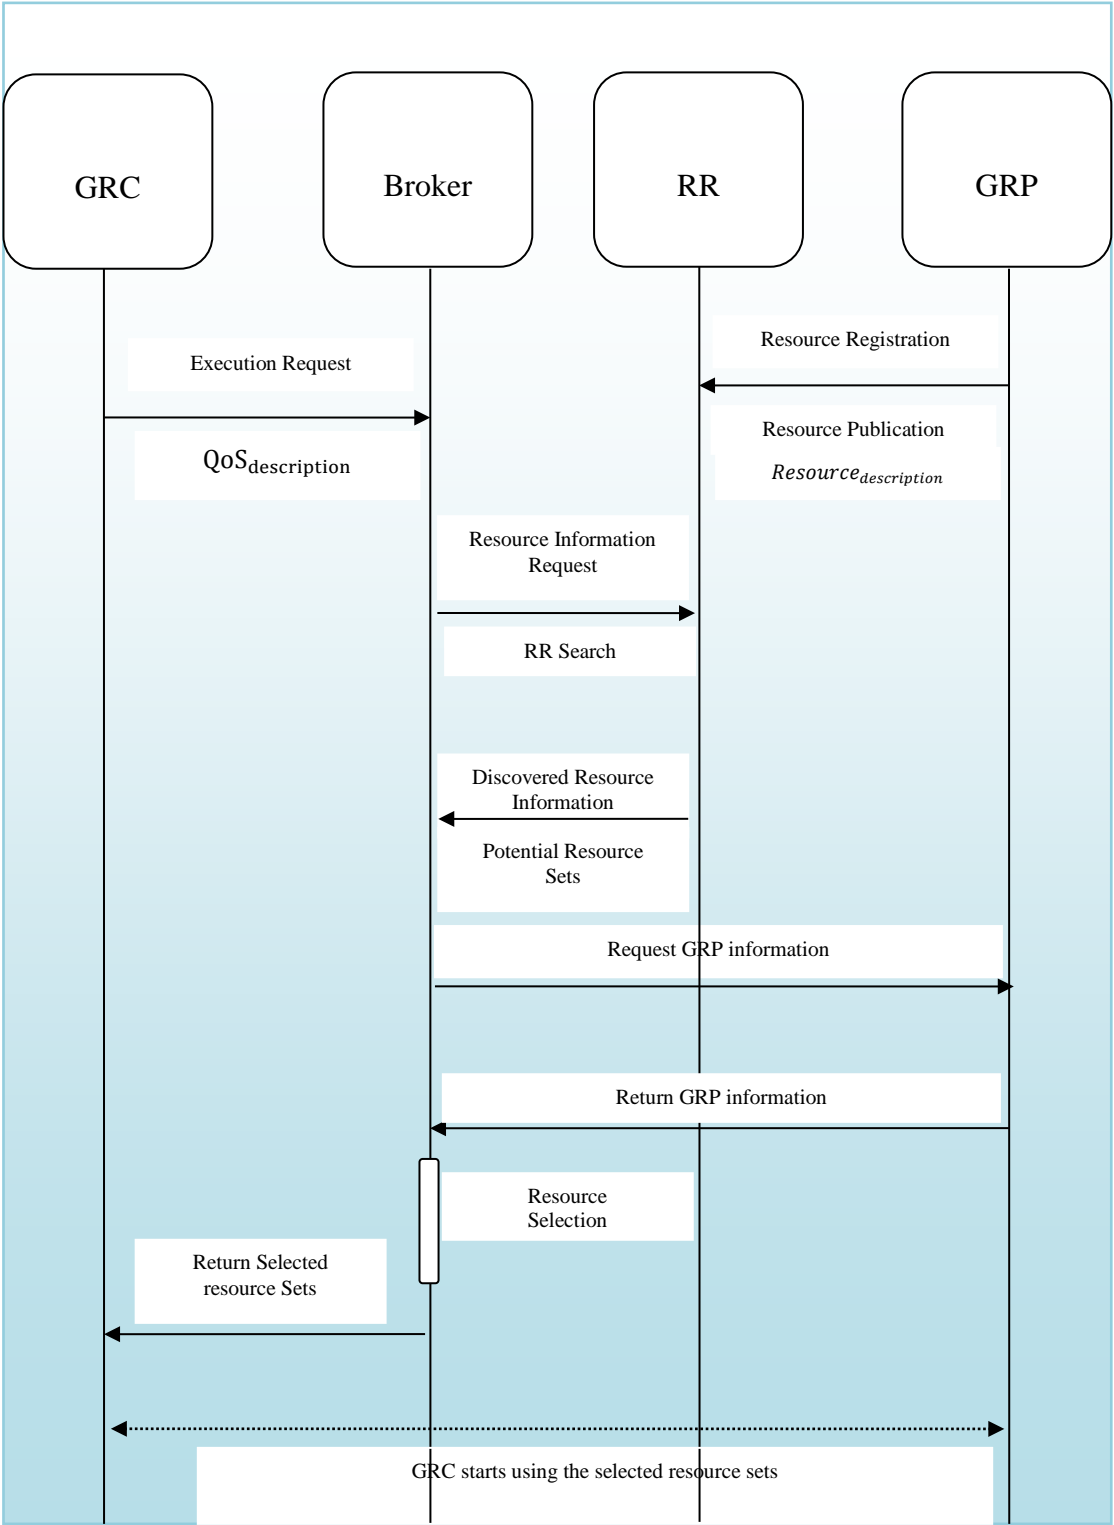 GRC
Broker
RR
GRP
Resource Registration
Execution Request
Resource Publication
QoS_description
Resource_description
Resource Information
Request
RR Search
Discovered Resource
Information
Potential Resource
Sets
Request GRP information
Return GRP information
Resource
Selection
Return Selected
resource Sets
GRC starts using the selected resource sets